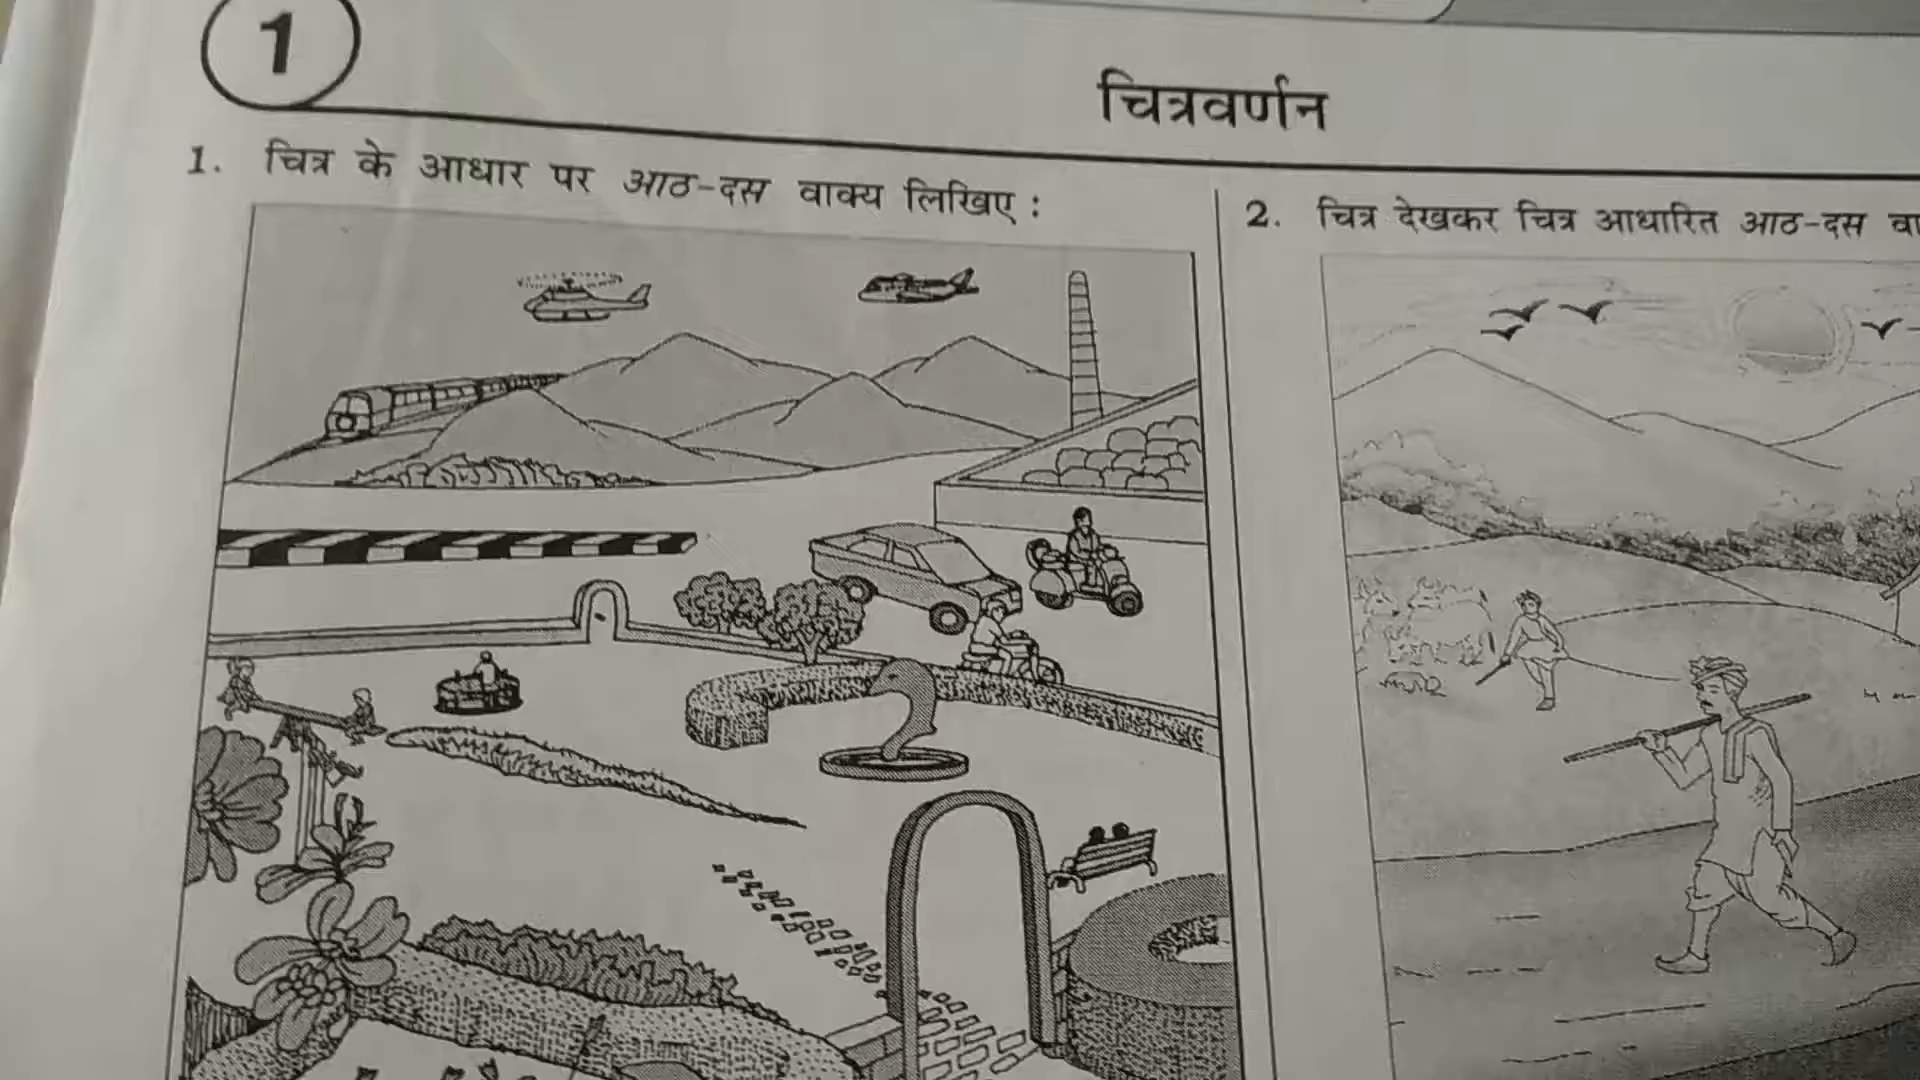 1
चित्रवर्णन
1. चित्र के आधार पर आठ-दस वाक्य लिखिए :
2. चित्र देखकर चित्र आधारित आठ-दस